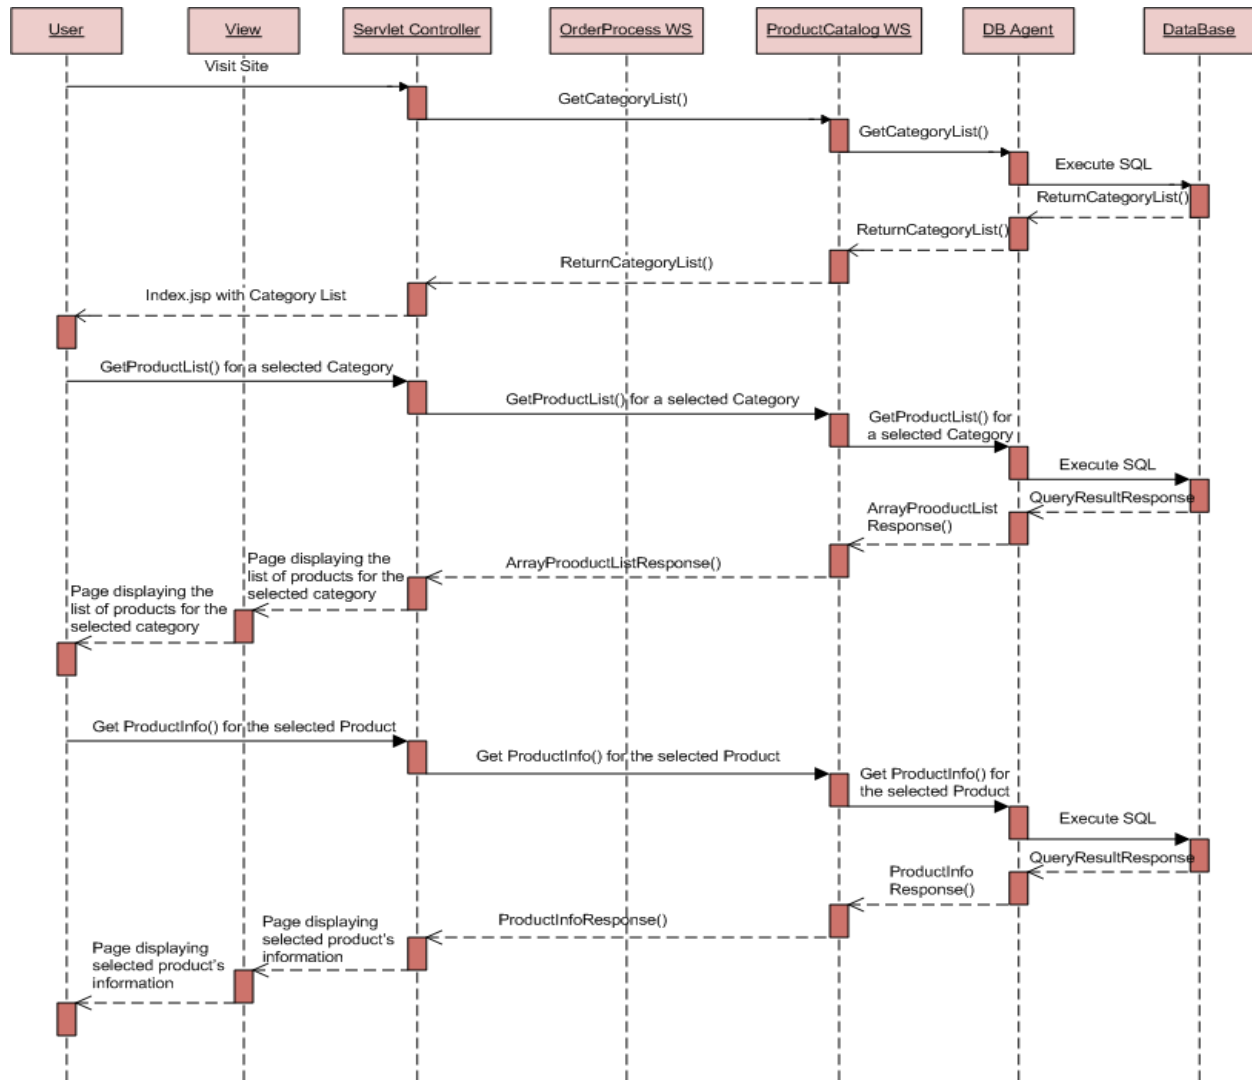 User
View
Servlet Controller
OrderProcess WS
ProductCatalog WS
DB Agent
DataBase
Visit Site
GetCategoryList()
GetCategoryList()
Execute SQL
ReturnCategoryList()
ReturnCategoryList()
ReturnCategoryList()
Index.jsp with Category List
GetProductList() for a selected Category
GetProductList() for a selected Category
GetProductList() for
a selected Category
Execute SQL
QueryResultResponse
ArrayProoductList
Response()
ArrayProoductListResponse()
Page displaying the
list of products for the
selected category
Page displaying the
list of products for the
selected category
Get ProductInfo() for the selected Product
Get ProductInfo() for the selected Product
Get ProductInfo() for
the selected Product
Execute SQL
QueryResultResponse
ProductInfo
Response()
ProductInfoResponse()
Page displaying
selected product's
information
Page displaying
selected product's
information